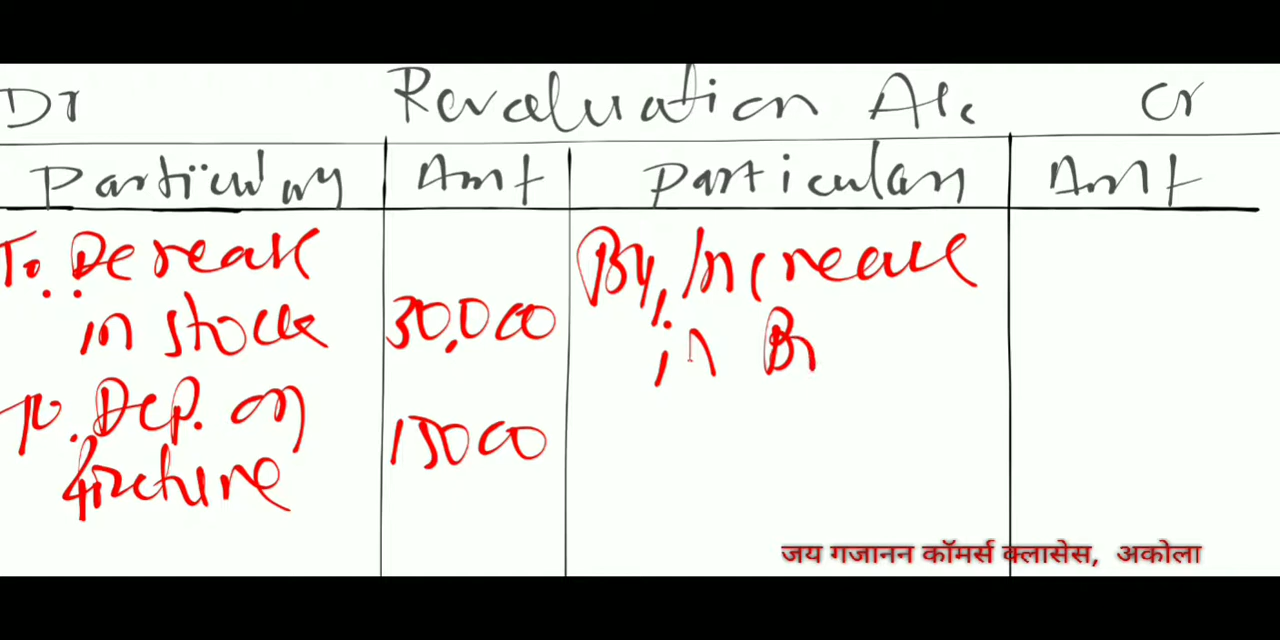 Dr Revaluation A/c Cr
Particulars Amt Particulars Amt
To. Decrease By, Increase
in stock 30,000 in B
To. Dep. on 15000
जय गजानन कॉमर्स क्लासेस, अकोला